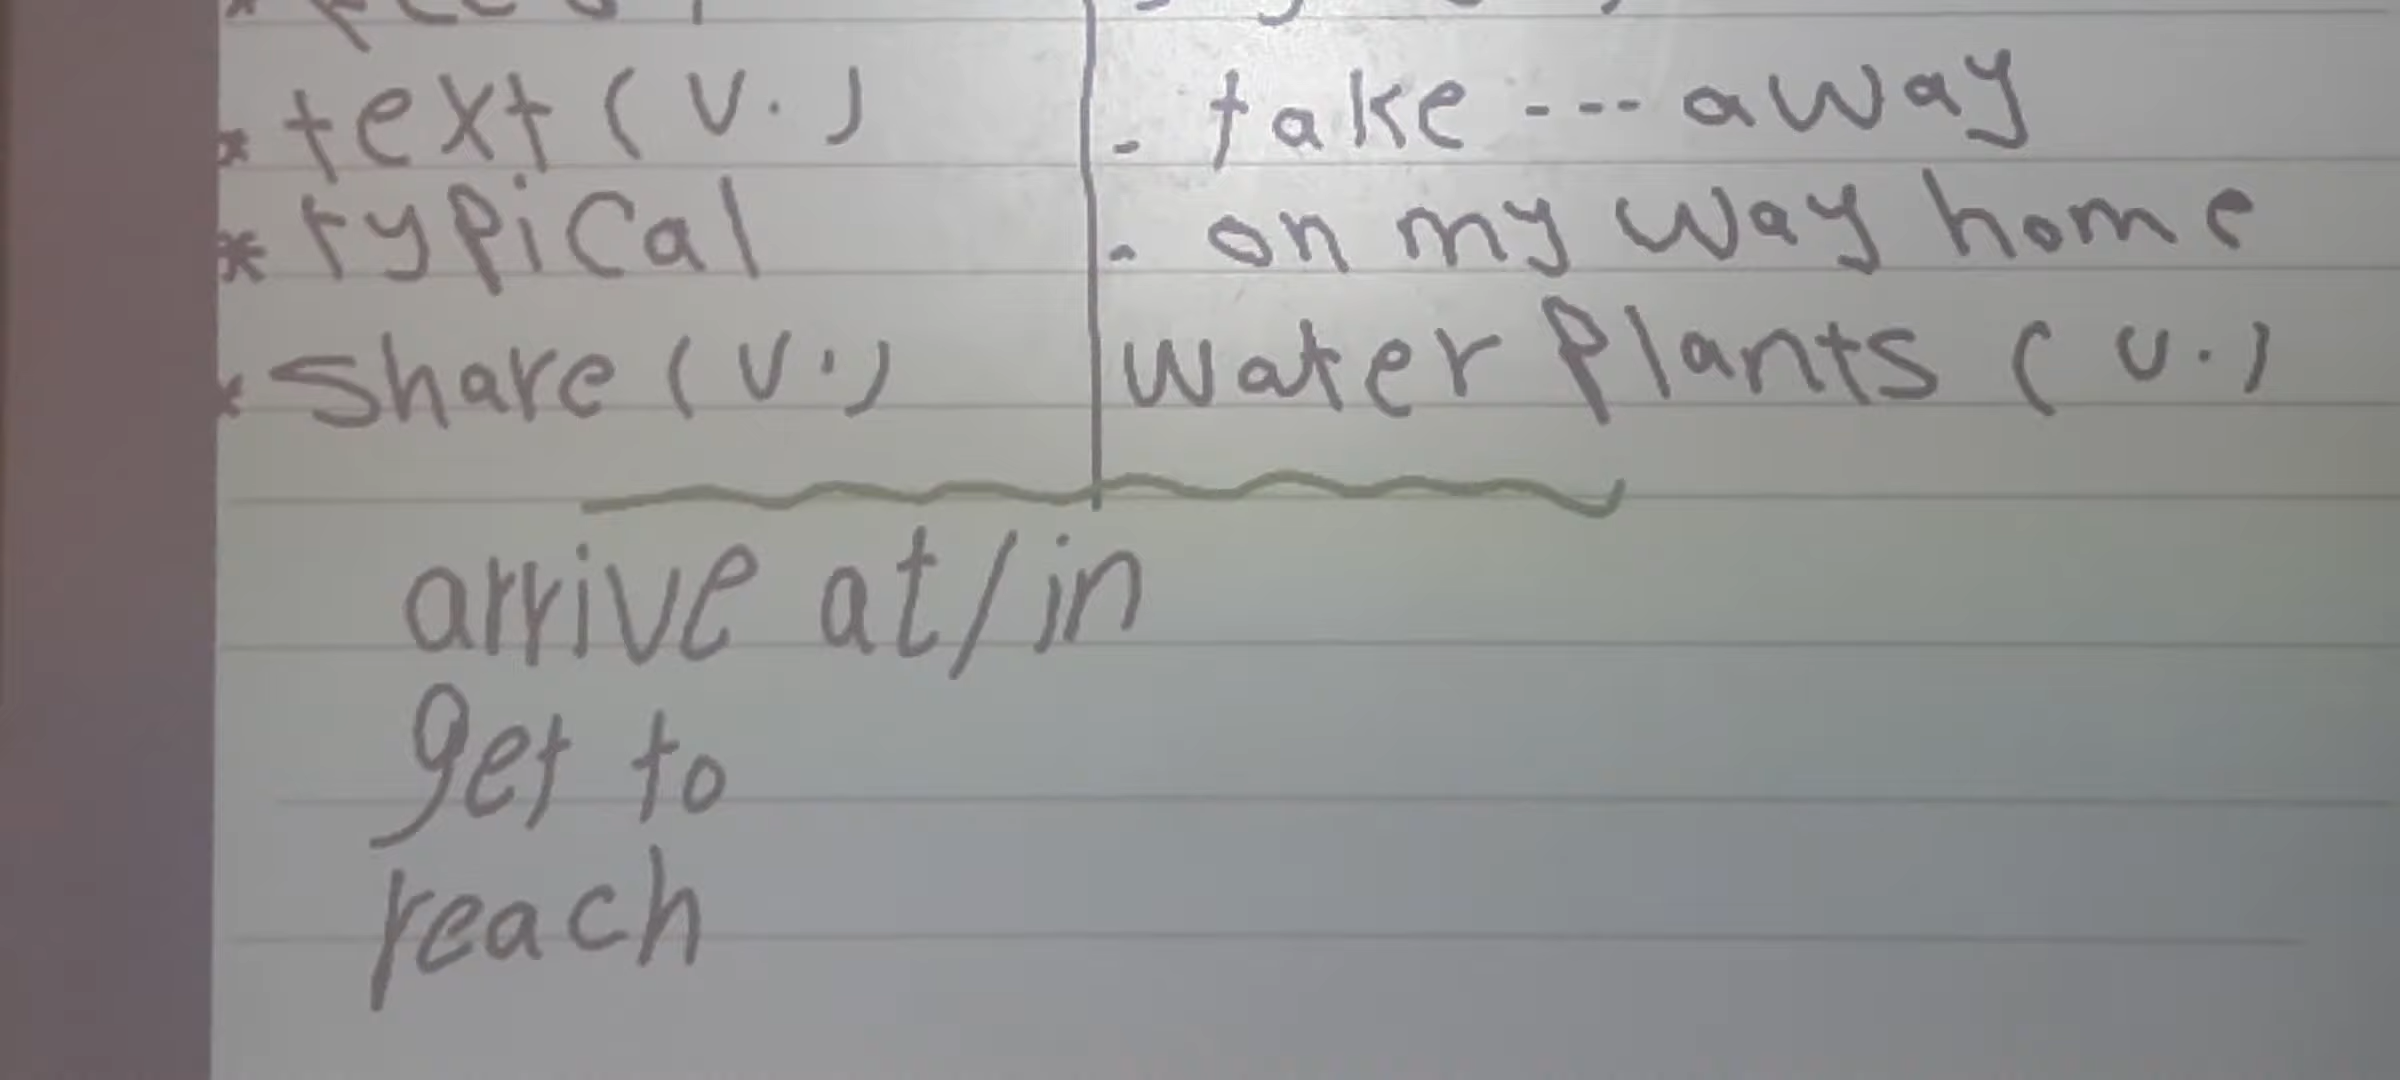 * text (v.)
* typical
* share (v.)
- take --- away
- on my way home
water plants (v.)
arrive at/in
get to
reach